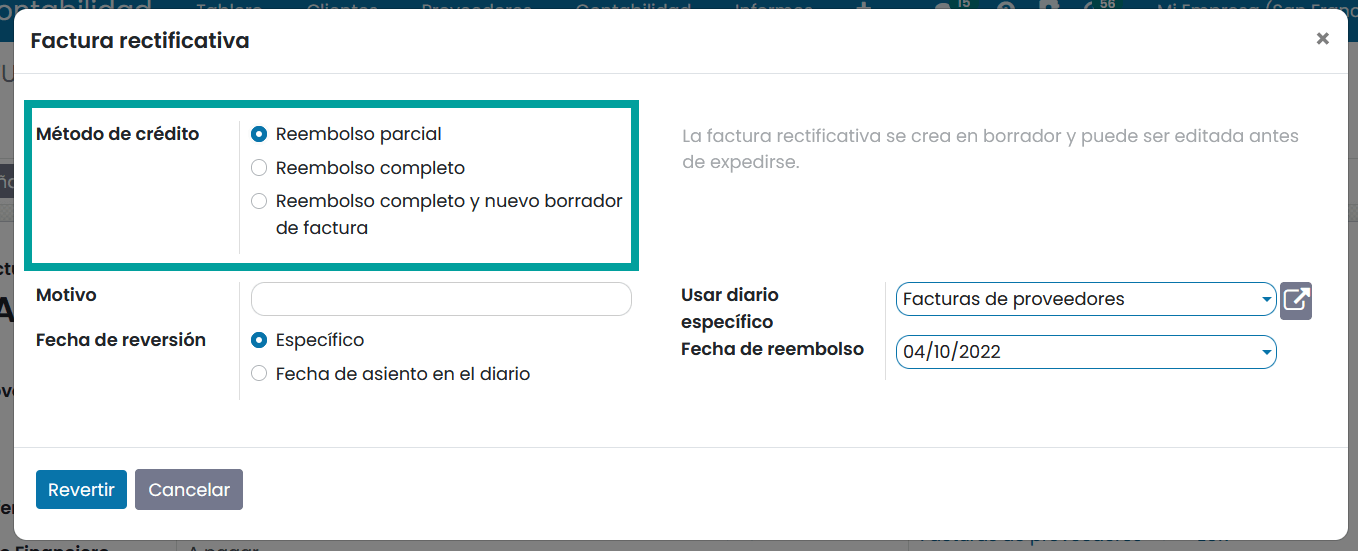 Factura rectificativa
×
Método de crédito
Reembolso parcial
Reembolso completo
Reembolso completo y nuevo borrador
de factura
La factura rectificativa se crea en borrador y puede ser editada antes
de expedirse.
Motivo
Fecha de reversión
Específico
Fecha de asiento en el diario
Usar diario
específico
Facturas de proveedores
Fecha de reembolso
04/10/2022
Revertir
Cancelar